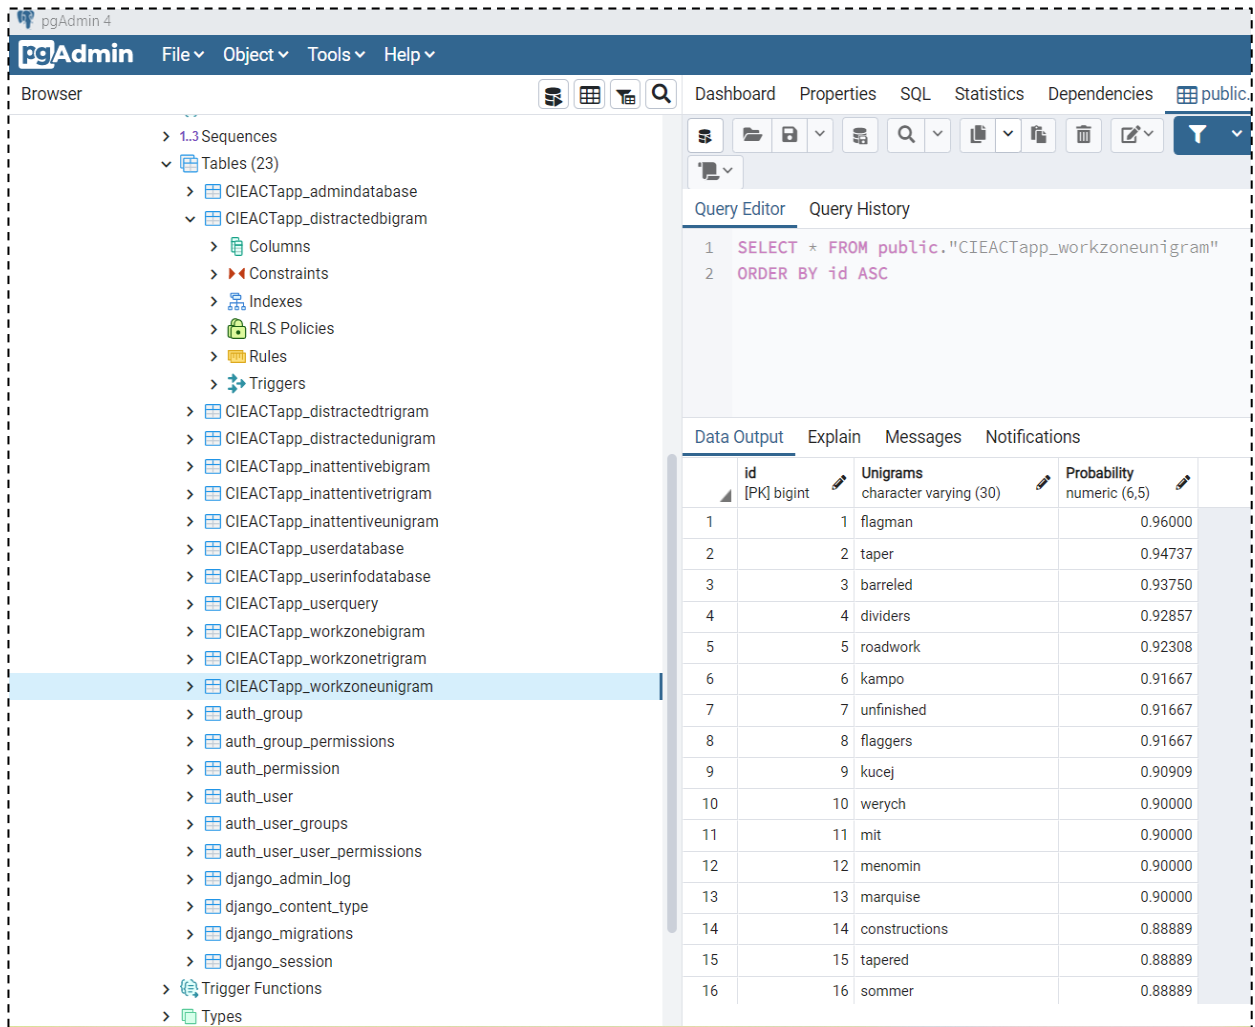 pgAdmin 4
pgAdmin File Object Tools Help
Browser
1..3 Sequences
Tables (23)
CIEACTapp_admindatabase
CIEACTapp_distractedbigram
Columns
Constraints
Indexes
RLS Policies
Rules
Triggers
CIEACTapp_distractedtrigram
CIEACTapp_distractedunigram
CIEACTapp_inattentivebigram
CIEACTapp_inattentivetrigram
CIEACTapp_inattentiveunigram
CIEACTapp_userdatabase
CIEACTapp_userinfodatabase
CIEACTapp_userquery
CIEACTapp_workzonebigram
CIEACTapp_workzonetrigram
CIEACTapp_workzoneunigram
auth_group
auth_group_permissions
auth_permission
auth_user
auth_user_groups
auth_user_user_permissions
django_admin_log
django_content_type
django_migrations
django_session
Trigger Functions
Types
Dashboard Properties SQL Statistics Dependencies public.
Query Editor Query History
1 SELECT * FROM public."CIEACTapp_workzoneunigram"
2 ORDER BY id ASC
Data Output Explain Messages Notifications
id Unigrams Probability
[PK] bigint character varying (30) numeric (6,5)
1 1 flagman 0.96000
2 2 taper 0.94737
3 3 barreled 0.93750
4 4 dividers 0.92857
5 5 roadwork 0.92308
6 6 kampo 0.91667
7 7 unfinished 0.91667
8 8 flaggers 0.91667
9 9 kucej 0.90909
10 10 werych 0.90000
11 11 mit 0.90000
12 12 menomin 0.90000
13 13 marquise 0.90000
14 14 constructions 0.88889
15 15 tapered 0.88889
16 16 sommer 0.88889